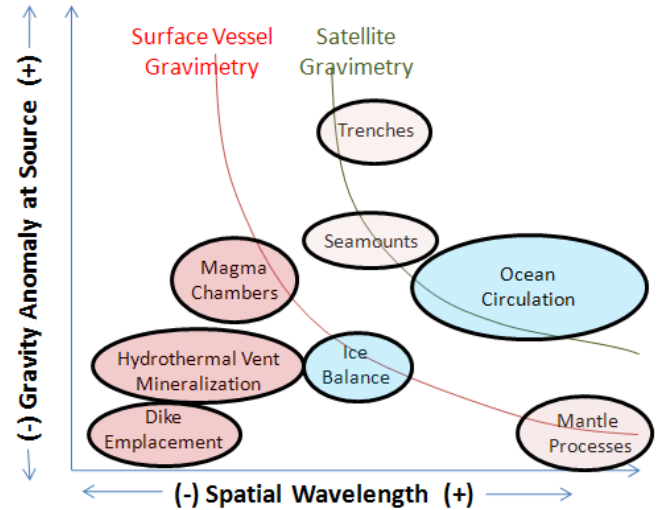 Surface Vessel
Gravimetry
Satellite
Gravimetry
Trenches
Seamounts
Magma
Chambers
Ocean
Circulation
Hydrothermal Vent
Mineralization
Ice
Balance
Dike
Emplacement
Mantle
Processes
(-) Gravity Anomaly at Source (+)
(-) Spatial Wavelength (+)